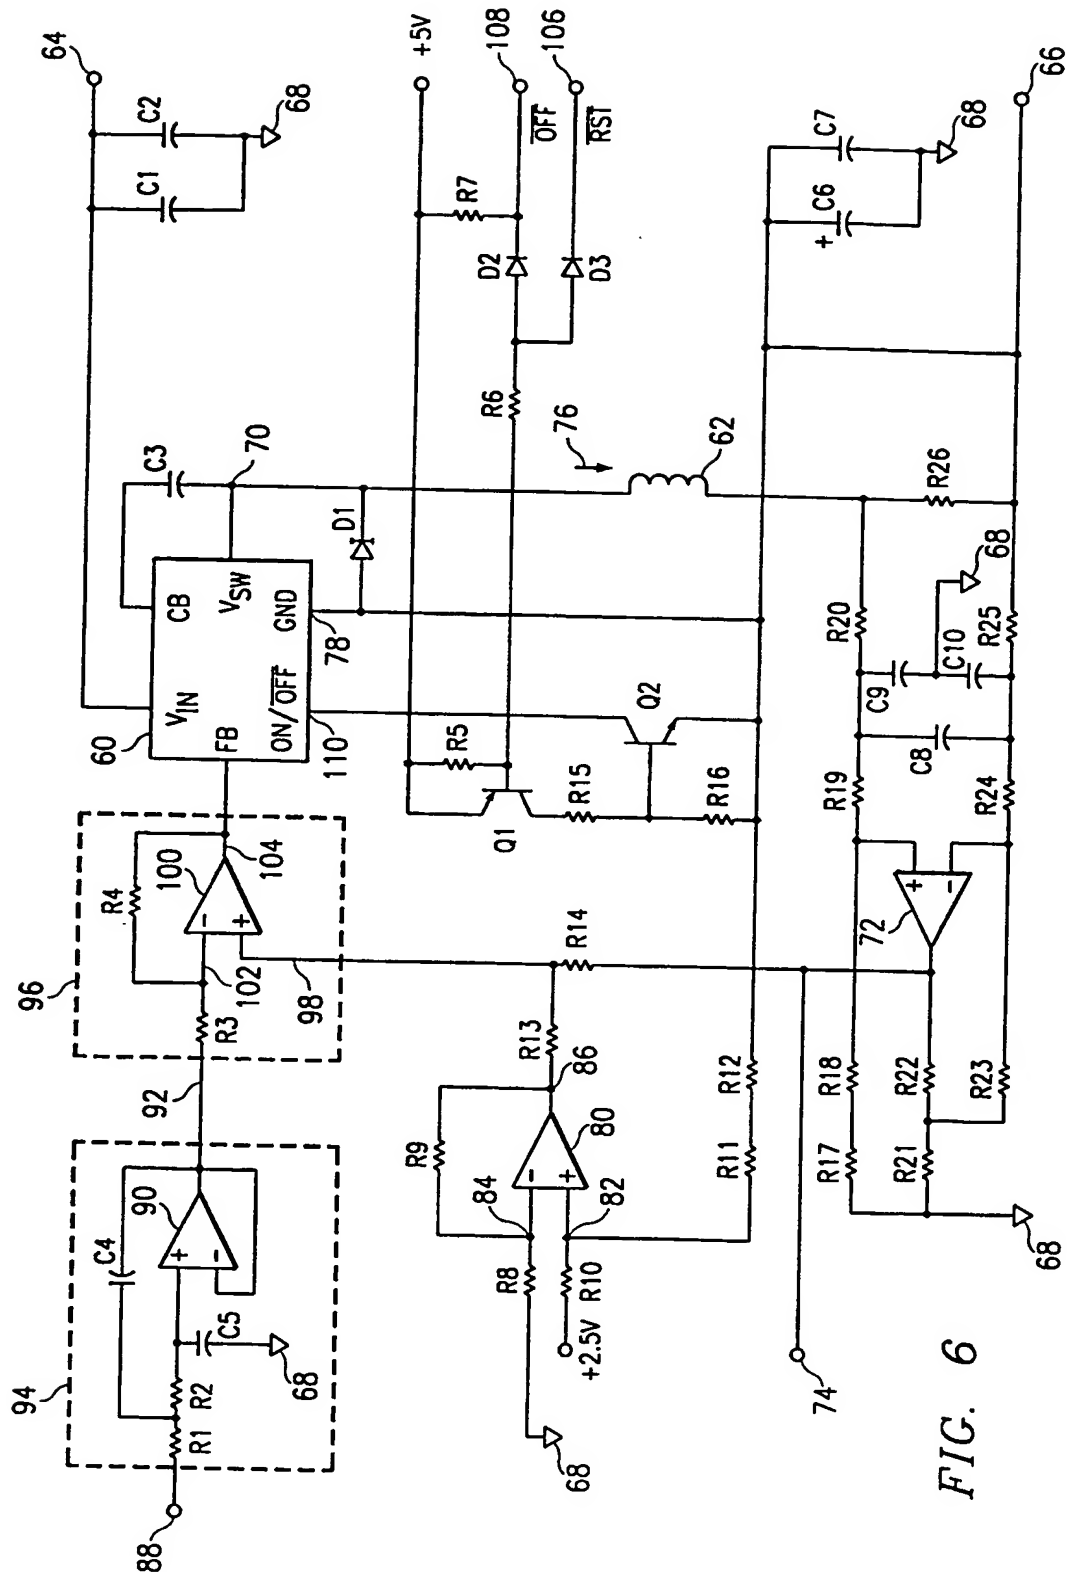 64
C1
C2
68
+5V
108
OFF
106
RST
R7
D2
D3
R6
C3
70
D1
76
62
C6
+
C7
68
66
60
VIN
CB
VSW
FB
ON/OFF
GND
110
78
R5
Q1
R15
Q2
R16
R26
R20
C9
68
C10
R25
C8
R19
R24
96
R4
100
-
+
104
102
R3
98
92
R14
R13
72
+
-
94
C4
90
+
-
C5
R1
R2
68
88
R9
86
84
-
+
80
82
R8
R10
+2.5V
68
R12
R11
R18
R17
R22
R21
R23
68
74
FIG. 6